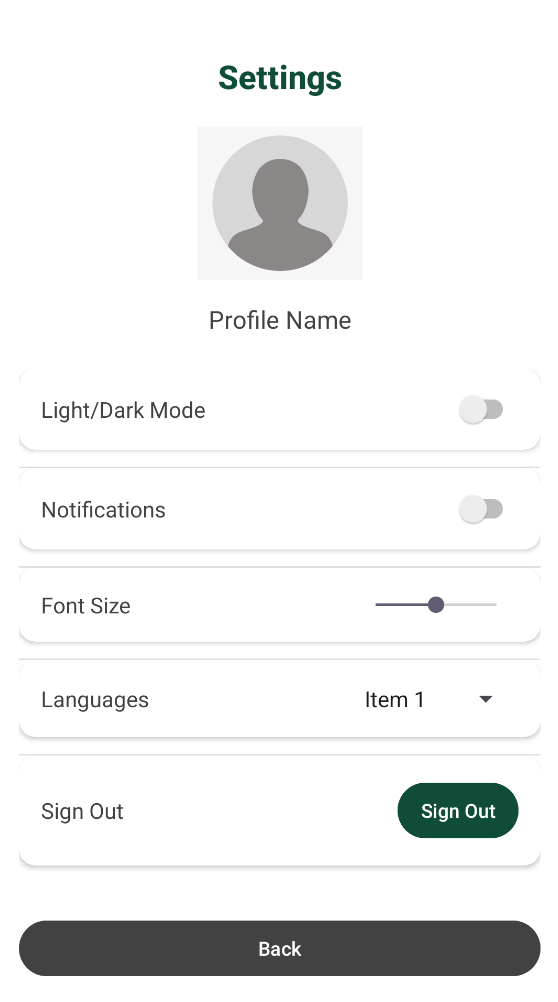 Settings
Profile Name
Light/Dark Mode
Notifications
Font Size
Languages Item 1
Sign Out Sign Out
Back